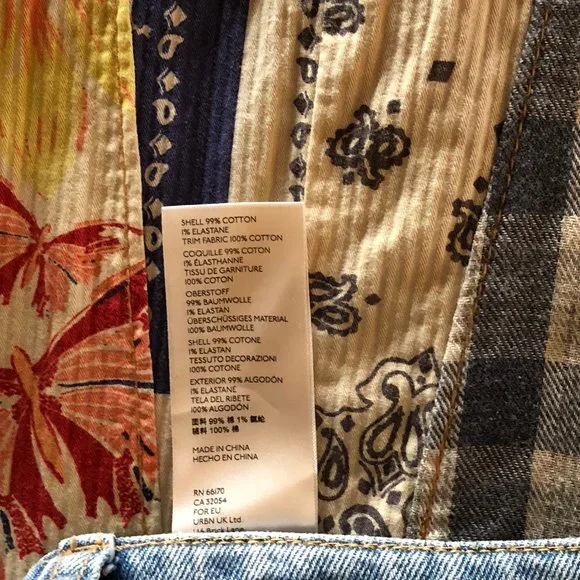 SHELL 99% COTTON
1% ELASTANE
TRIM FABRIC 100% COTTON
COQUILLE 99% COTON
1% ÉLASTHANNE
TISSU DE GARNITURE
100% COTON
OBERSTOFF
99% BAUMWOLLE
1% ELASTAN
ÜBERSCHÜSSIGES MATERIAL
100% BAUMWOLLE
SHELL 99% COTONE
1% ELASTAN
TESSUTO DECORAZIONI
100% COTONE
EXTERIOR 99% ALGODÓN
1% ELASTANE
TELA DEL RIBETE
100% ALGODÓN
面料 99% 棉 1% 氨纶
辅料 100% 棉
MADE IN CHINA
HECHO EN CHINA
RN 66170
CA 32054
FOR EU
URBN UK Ltd.
Brick Lane